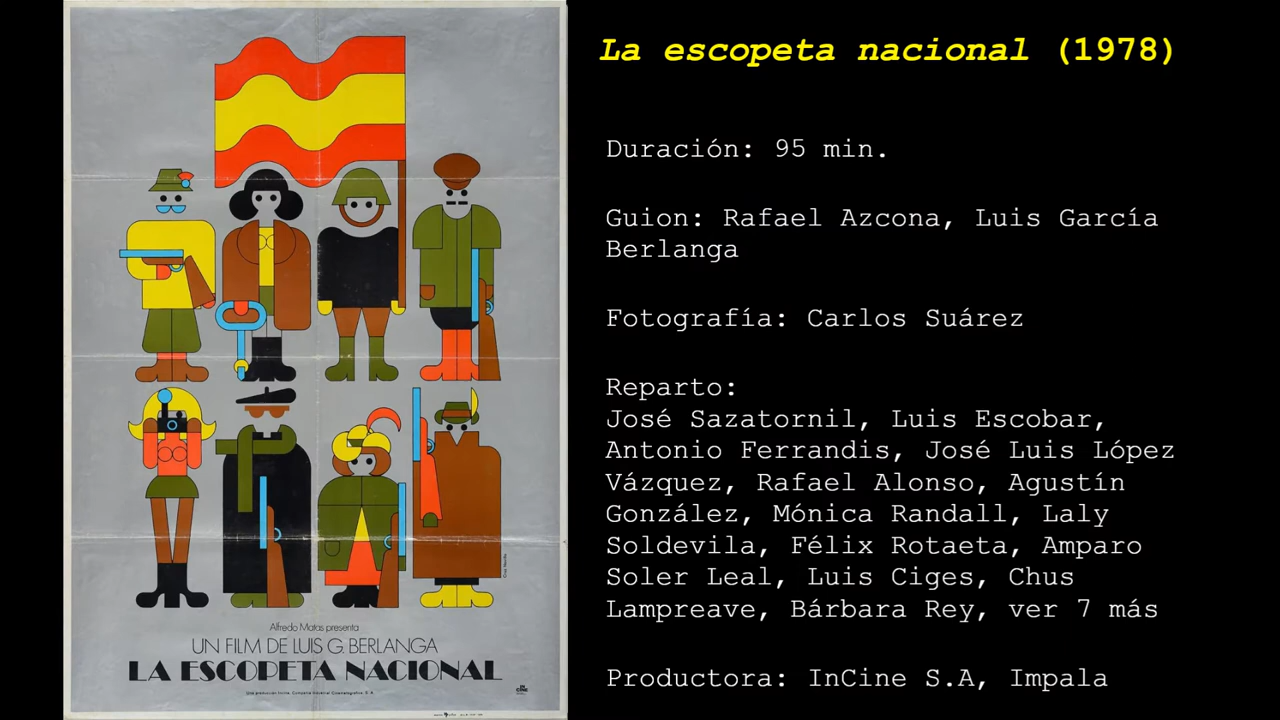 La escopeta nacional (1978)
Duración: 95 min.
Guion: Rafael Azcona, Luis García
Berlanga
Fotografía: Carlos Suárez
Reparto:
José Sazatornil, Luis Escobar,
Antonio Ferrandis, José Luis López
Vázquez, Rafael Alonso, Agustín
González, Mónica Randall, Laly
Soldevila, Félix Rotaeta, Amparo
Soler Leal, Luis Ciges, Chus
Lampreave, Bárbara Rey, ver 7 más
Productora: InCine S.A, Impala
Alfredo Matas presenta
UN FILM DE LUIS G. BERLANGA
LA ESCOPETA NACIONAL